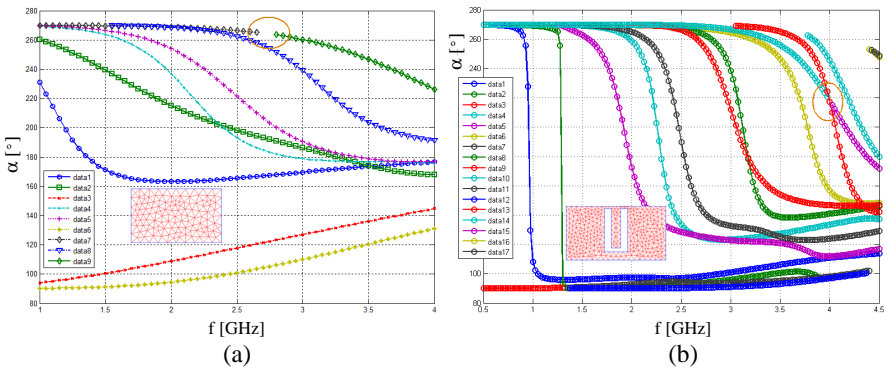 280
260
240
220
200
180
160
140
120
100
80
α [°]
data1
data2
data3
data4
data5
data6
data7
data8
data9
1
1.5
2
2.5
3
3.5
4
f [GHz]
(a)
280
260
240
220
200
180
160
140
120
100
80
α [°]
data1
data2
data3
data4
data5
data6
data7
data8
data9
data10
data11
data12
data13
data14
data15
data16
data17
0.5
1
1.5
2
2.5
3
3.5
4
4.5
f [GHz]
(b)